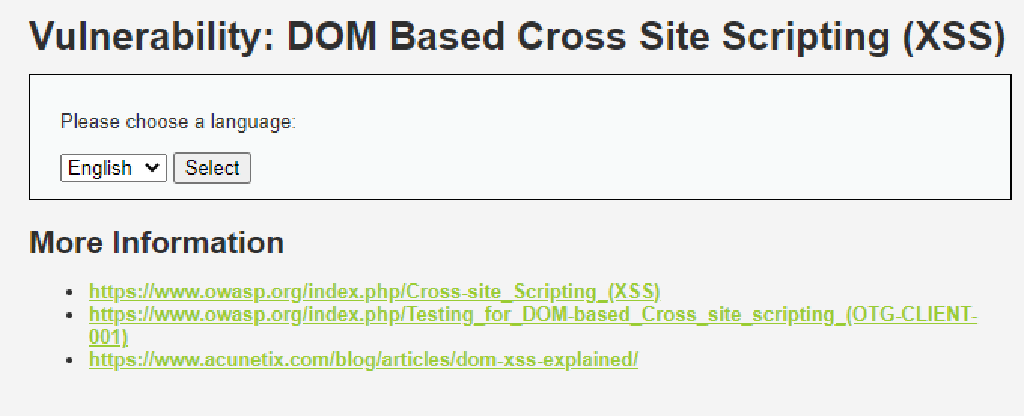 Vulnerability: DOM Based Cross Site Scripting (XSS)
Please choose a language:
English Select
More Information
https://www.owasp.org/index.php/Cross-site_Scripting_(XSS)
https://www.owasp.org/index.php/Testing_for_DOM-based_Cross_site_scripting_(OTG-CLIENT-
001)
https://www.acunetix.com/blog/articles/dom-xss-explained/